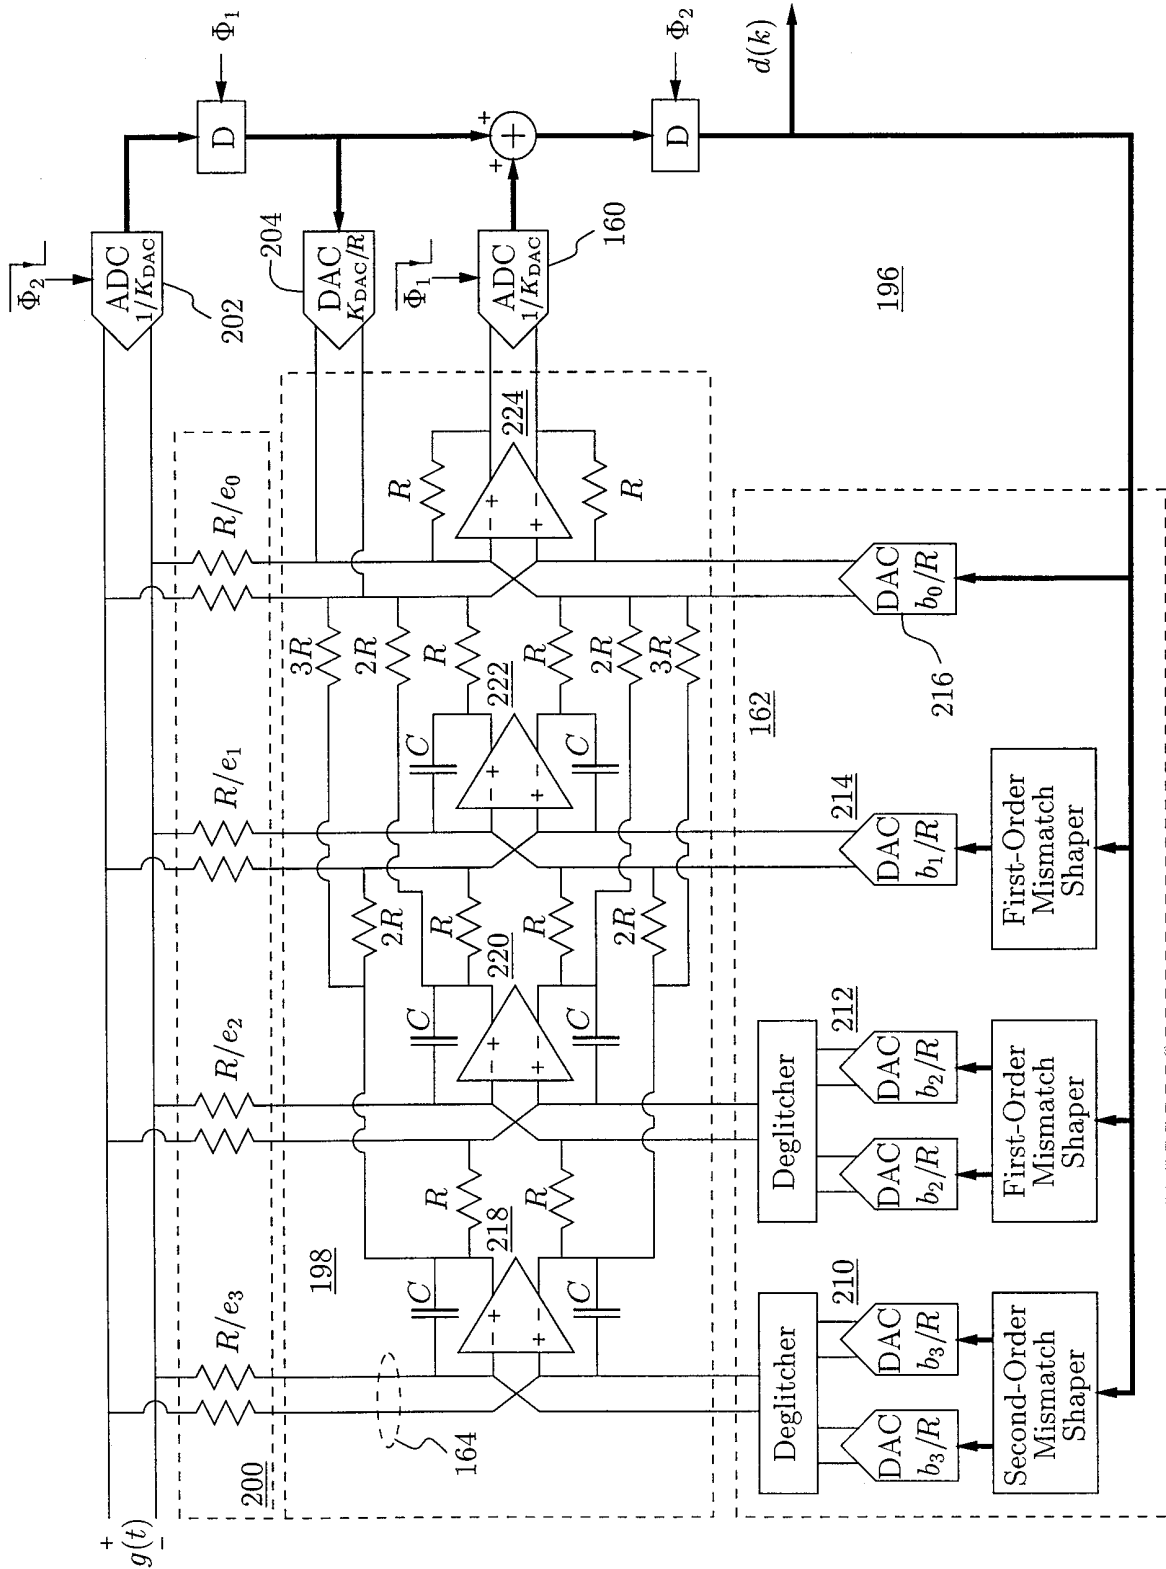 +
g(t)
−
200
R/e3
R/e2
R/e1
R/e0
Φ2
ADC
1/KDAC
202
D
Φ1
204
DAC
KDAC/R
Φ1
ADC
1/KDAC
160
+
+
+
D
Φ2
d(k)
196
198
164
C
C
−
+
+
−
218
R
R
2R
2R
C
C
−
+
+
−
220
R
R
3R
2R
C
C
−
+
+
−
222
R
R
2R
3R
R
R
−
+
+
−
224
162
Deglitcher
210
DAC
b3/R
DAC
b3/R
Second-Order
Mismatch
Shaper
Deglitcher
212
DAC
b2/R
DAC
b2/R
First-Order
Mismatch
Shaper
214
DAC
b1/R
First-Order
Mismatch
Shaper
DAC
b0/R
216